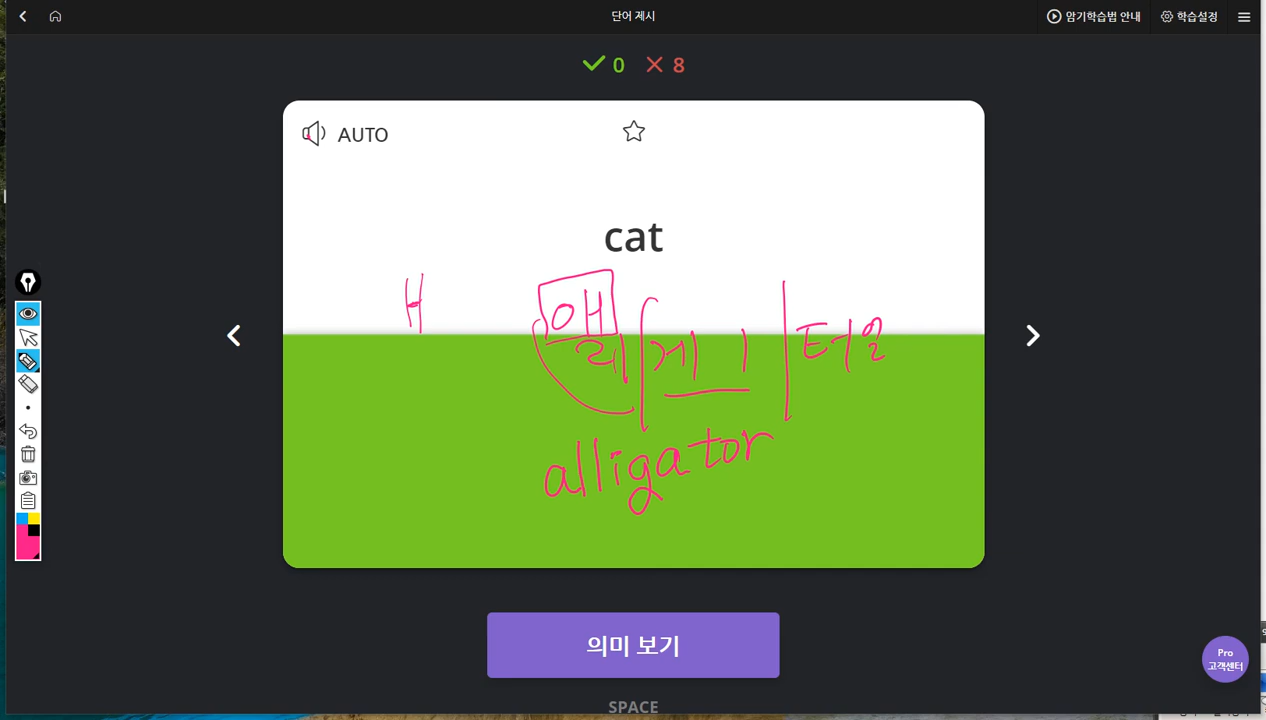 단어 제시
암기학습법 안내
학습설정
0
8
AUTO
cat
ㅐ
애 리 게 이 터
alligator
의미 보기
SPACE
Pro
고객센터